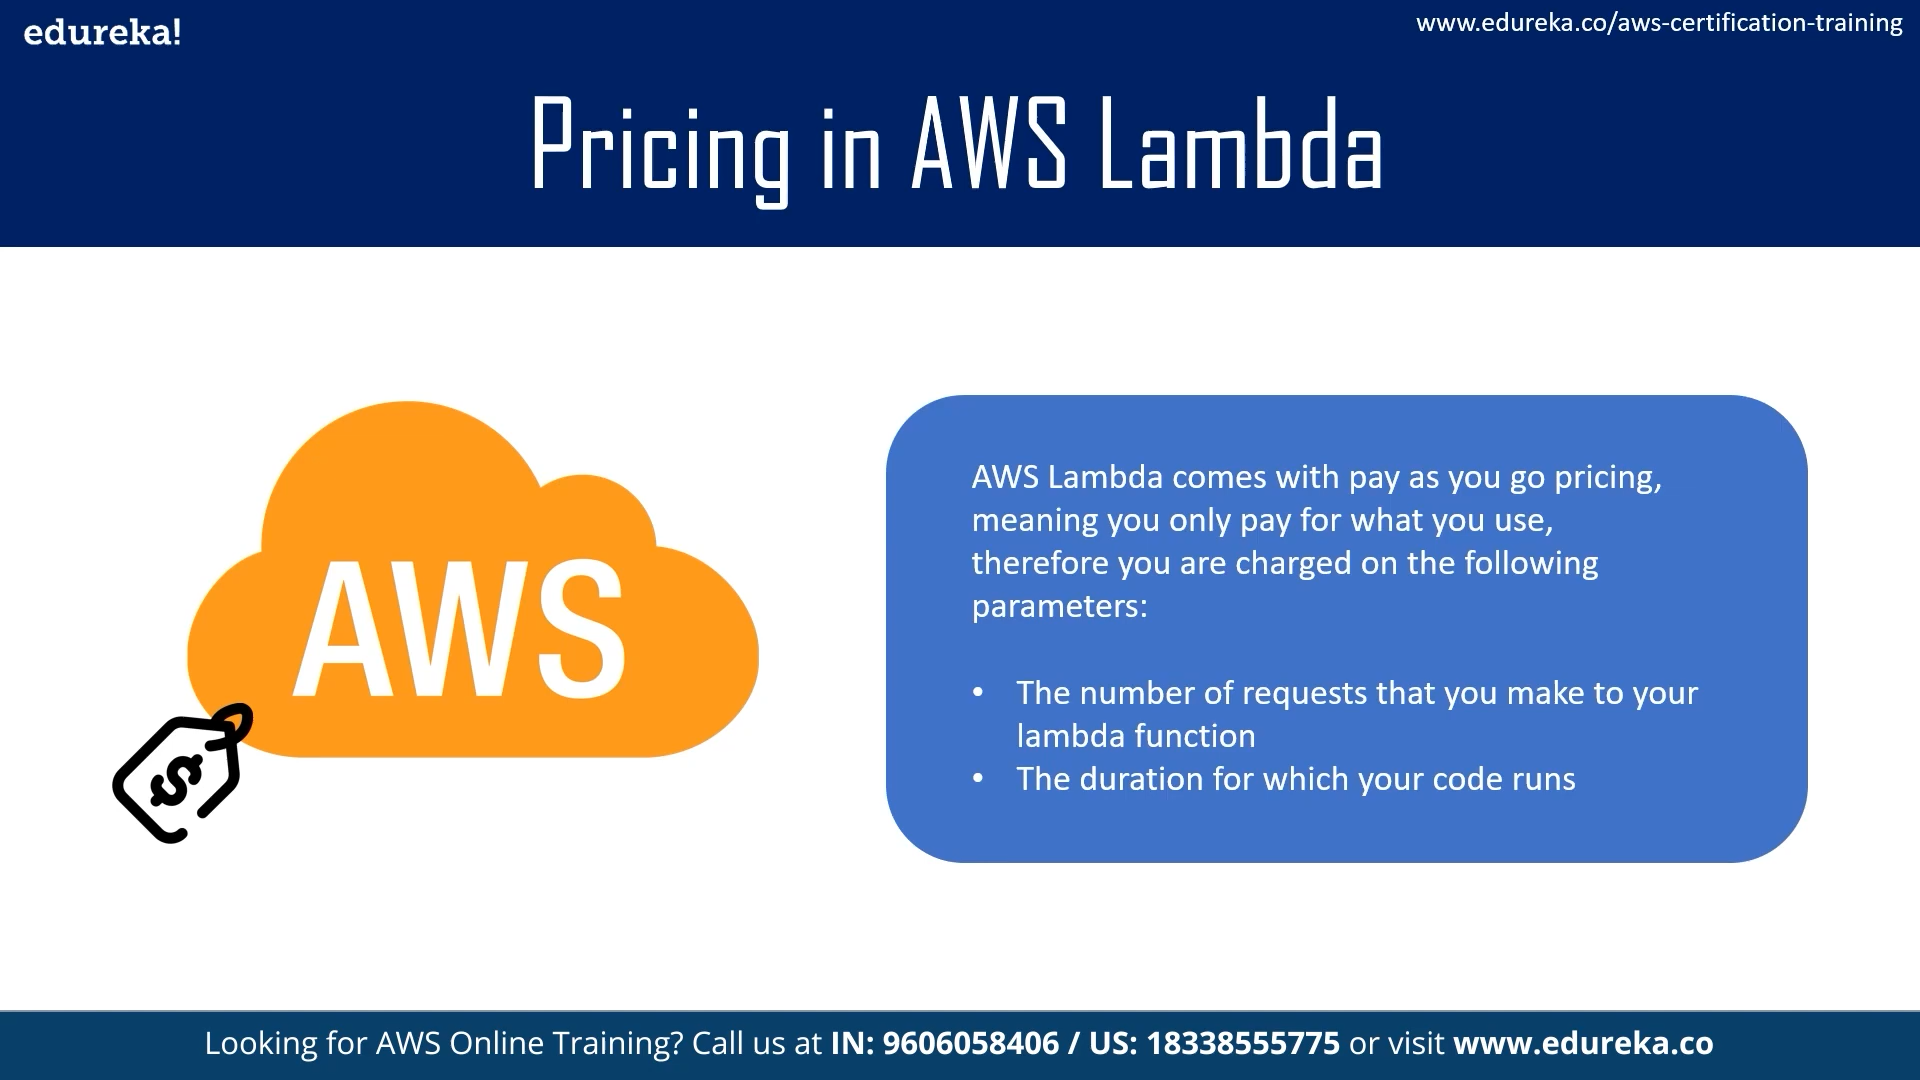 edureka!
www.edureka.co/aws-certification-training
Pricing in AWS Lambda
AWS
$
AWS Lambda comes with pay as you go pricing,
meaning you only pay for what you use,
therefore you are charged on the following
parameters:
• The number of requests that you make to your
lambda function
• The duration for which your code runs
Looking for AWS Online Training? Call us at IN: 9606058406 / US: 18338555775 or visit www.edureka.co